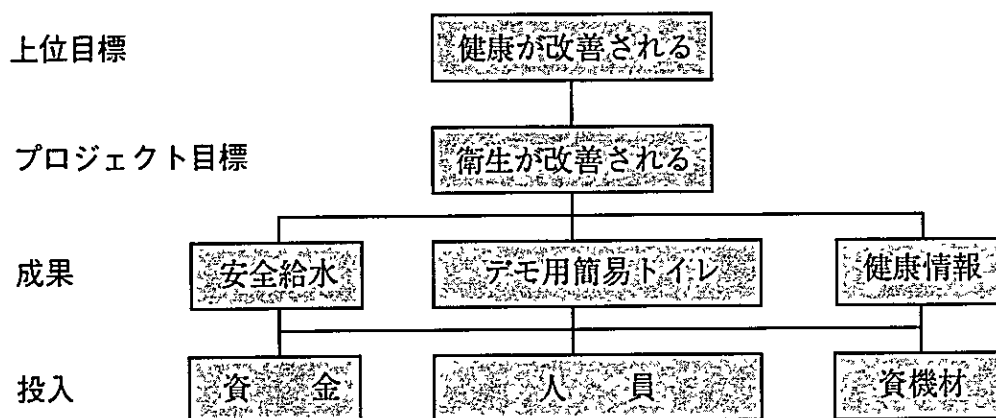 上位目標 健康が改善される
プロジェクト目標 衛生が改善される
成果 安全給水 デモ用簡易トイレ 健康情報
投入 資 金 人 員 資機材